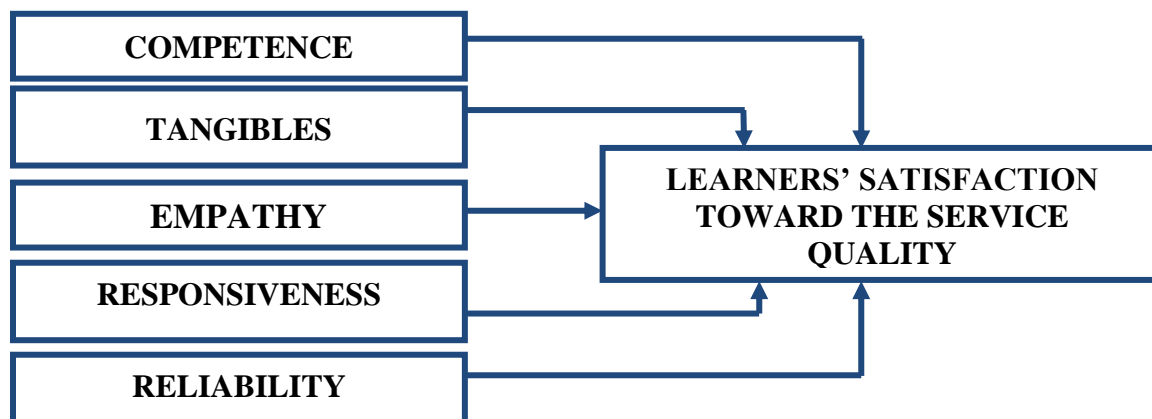 COMPETENCE
TANGIBLES
EMPATHY
RESPONSIVENESS
RELIABILITY
LEARNERS’ SATISFACTION
TOWARD THE SERVICE
QUALITY